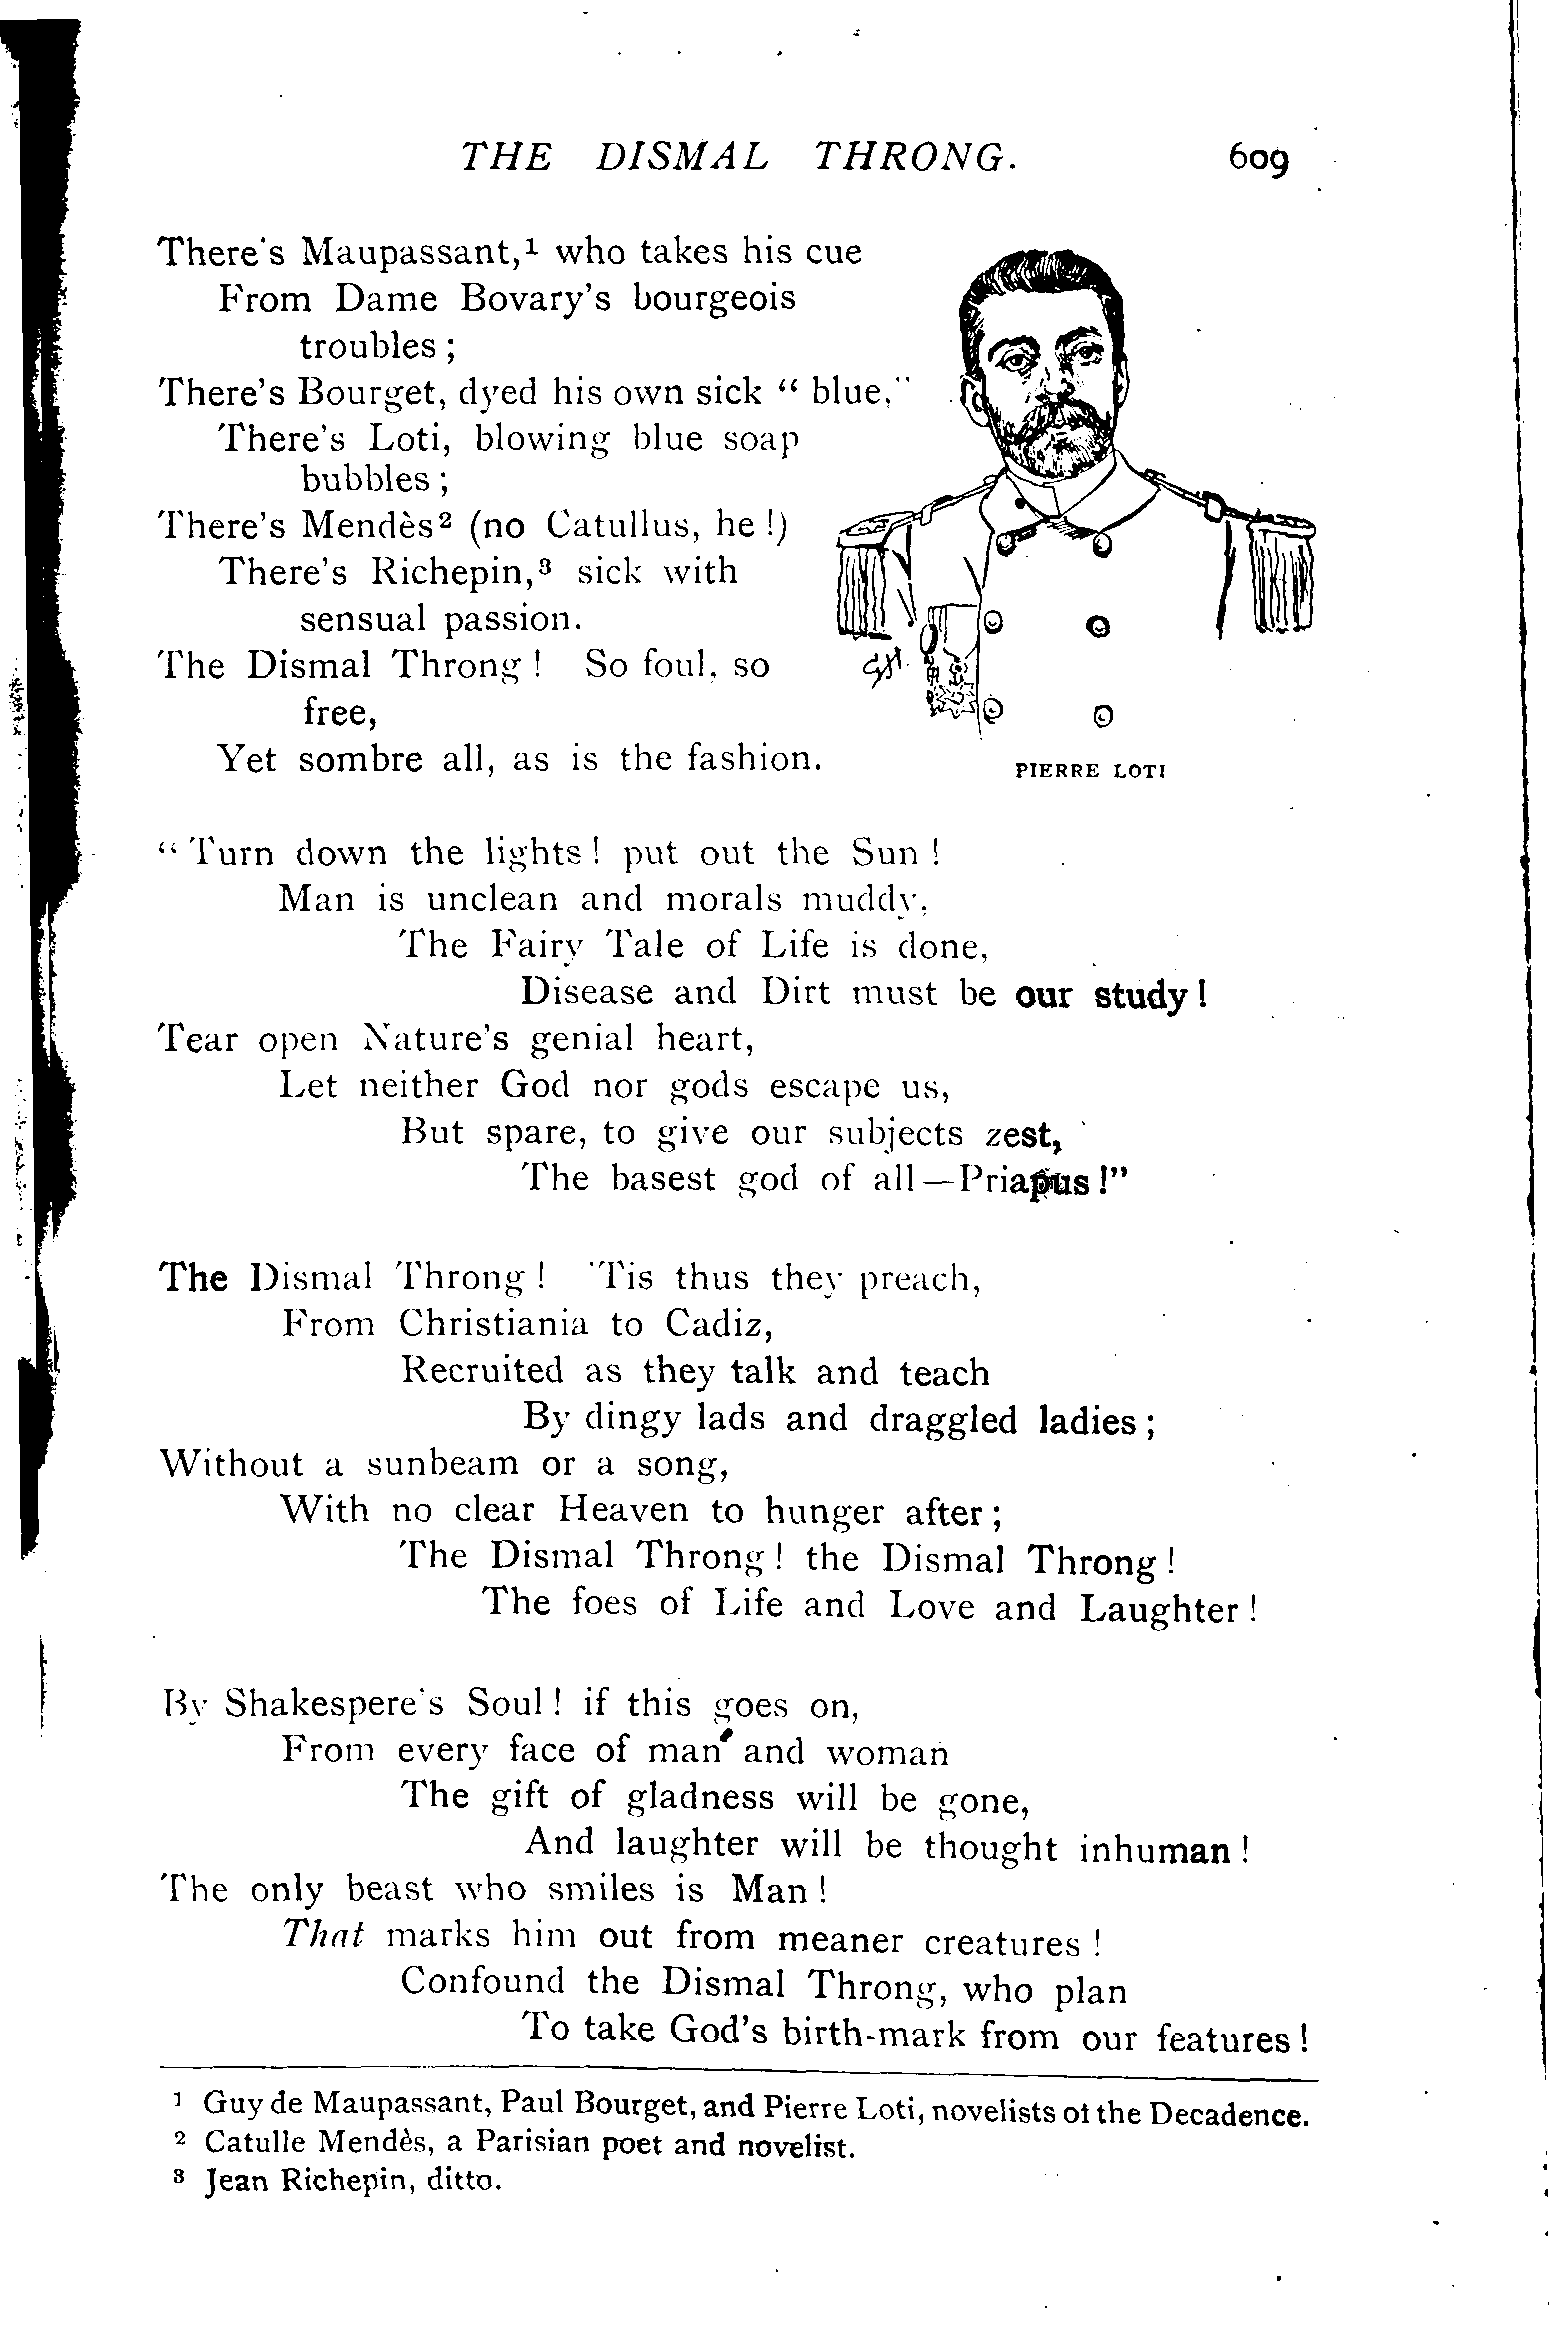 THE DISMAL THRONG. 609
There's Maupassant,¹ who takes his cue
From Dame Bovary's bourgeois
troubles ;
There's Bourget, dyed his own sick “ blue,”
There's Loti, blowing blue soap
bubbles ;
There's Mendès² (no Catullus, he !)
There's Richepin,³ sick with
sensual passion.
The Dismal Throng ! So foul, so
free,
Yet sombre all, as is the fashion.
PIERRE LOTI
“ Turn down the lights ! put out the Sun !
Man is unclean and morals muddy,
The Fairy Tale of Life is done,
Disease and Dirt must be our study !
Tear open Nature's genial heart,
Let neither God nor gods escape us,
But spare, to give our subjects zest,
The basest god of all—Priapus !”
The Dismal Throng ! 'Tis thus they preach,
From Christiania to Cadiz,
Recruited as they talk and teach
By dingy lads and draggled ladies ;
Without a sunbeam or a song,
With no clear Heaven to hunger after ;
The Dismal Throng ! the Dismal Throng !
The foes of Life and Love and Laughter !
By Shakespere's Soul ! if this goes on,
From every face of man and woman
The gift of gladness will be gone,
And laughter will be thought inhuman !
The only beast who smiles is Man !
That marks him out from meaner creatures !
Confound the Dismal Throng, who plan
To take God's birth-mark from our features !
¹ Guy de Maupassant, Paul Bourget, and Pierre Loti, novelists of the Decadence.
² Catulle Mendès, a Parisian poet and novelist.
³ Jean Richepin, ditto.